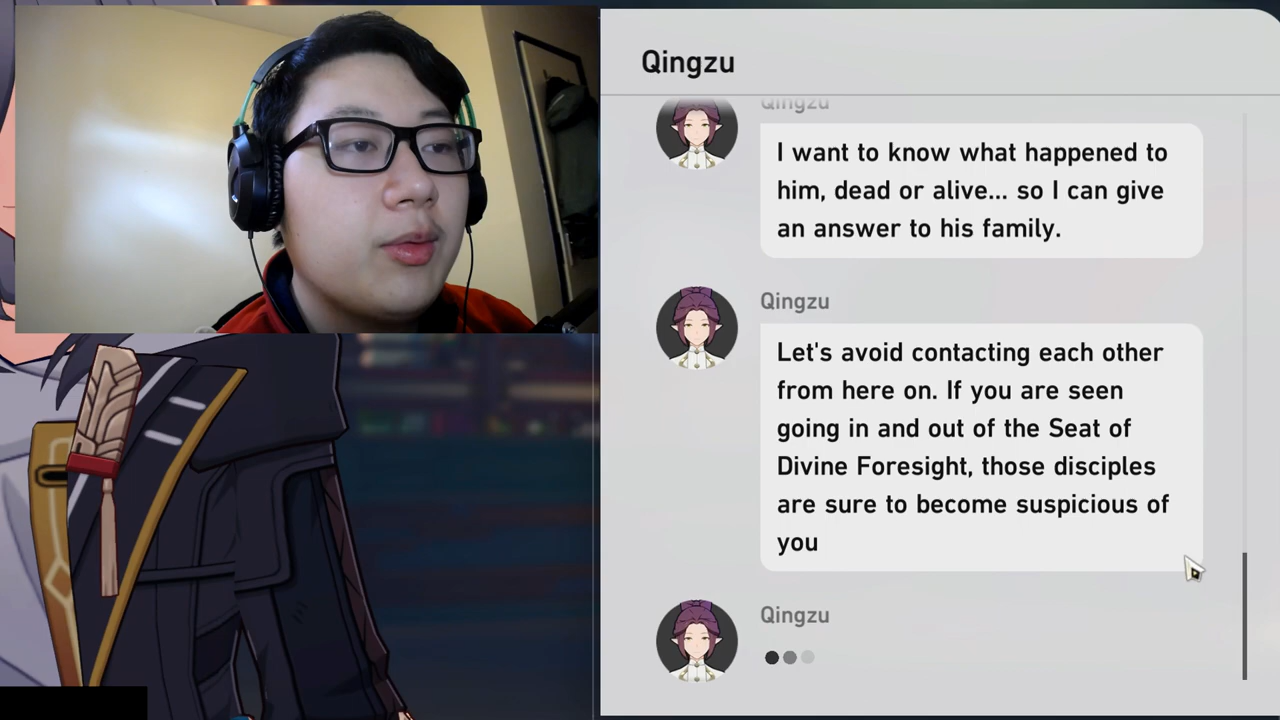 Qingzu
Qingzu
I want to know what happened to
him, dead or alive... so I can give
an answer to his family.
Qingzu
Let's avoid contacting each other
from here on. If you are seen
going in and out of the Seat of
Divine Foresight, those disciples
are sure to become suspicious of
you
Qingzu